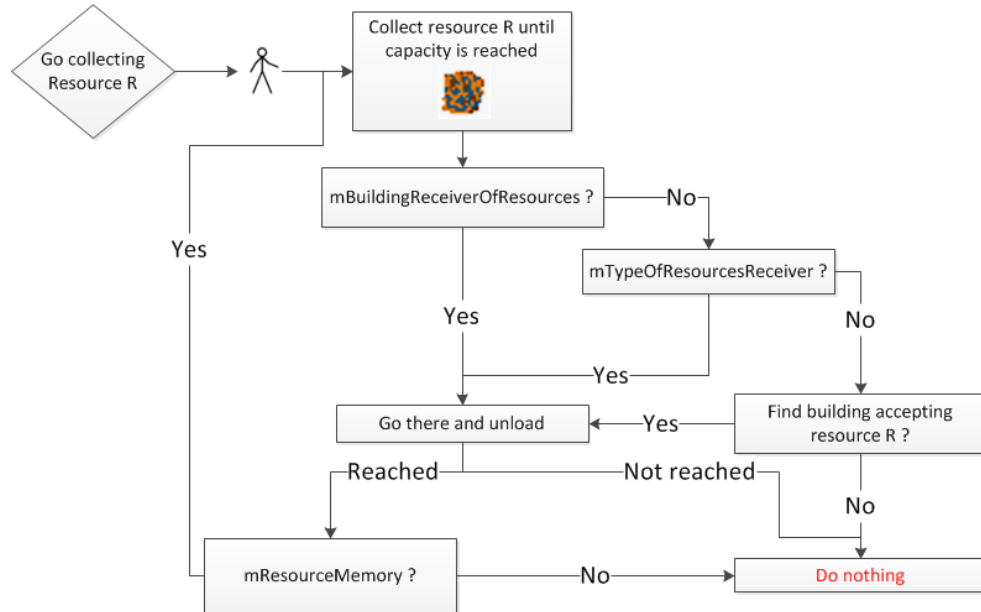 Go collecting
Resource R
Collect resource R until
capacity is reached
mBuildingReceiverOfResources ?
No
mTypeOfResourcesReceiver ?
Yes
Yes
No
Yes
Go there and unload
Yes
Find building accepting
resource R ?
Reached
Not reached
No
mResourceMemory ?
No
Do nothing